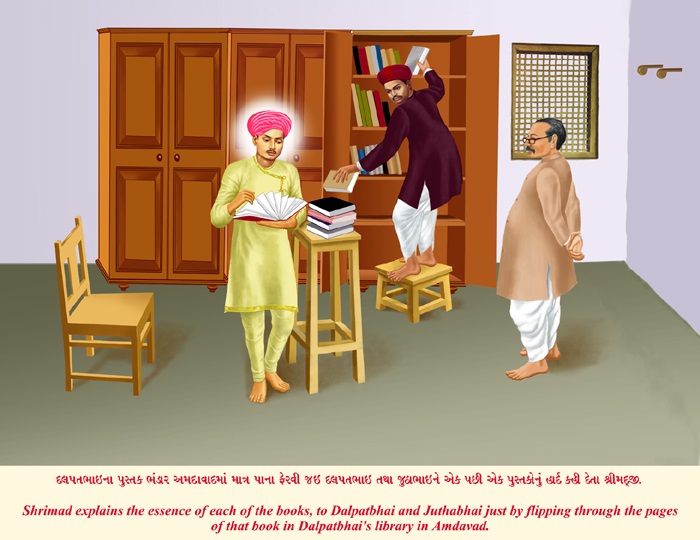 દલપતભાઇના પુસ્તક ભંડાર અમદાવાદમાં માત્ર પાના ફેરવી જઇ દલપતભાઇ તથા જુઠાભાઇને એક પછી એક પુસ્તકોનું હાર્દ કહી દેતા શ્રીમદ્જી.
Shrimad explains the essence of each of the books, to Dalpatbhai and Juthabhai just by flipping through the pages
of that book in Dalpatbhai's library in Amdavad.